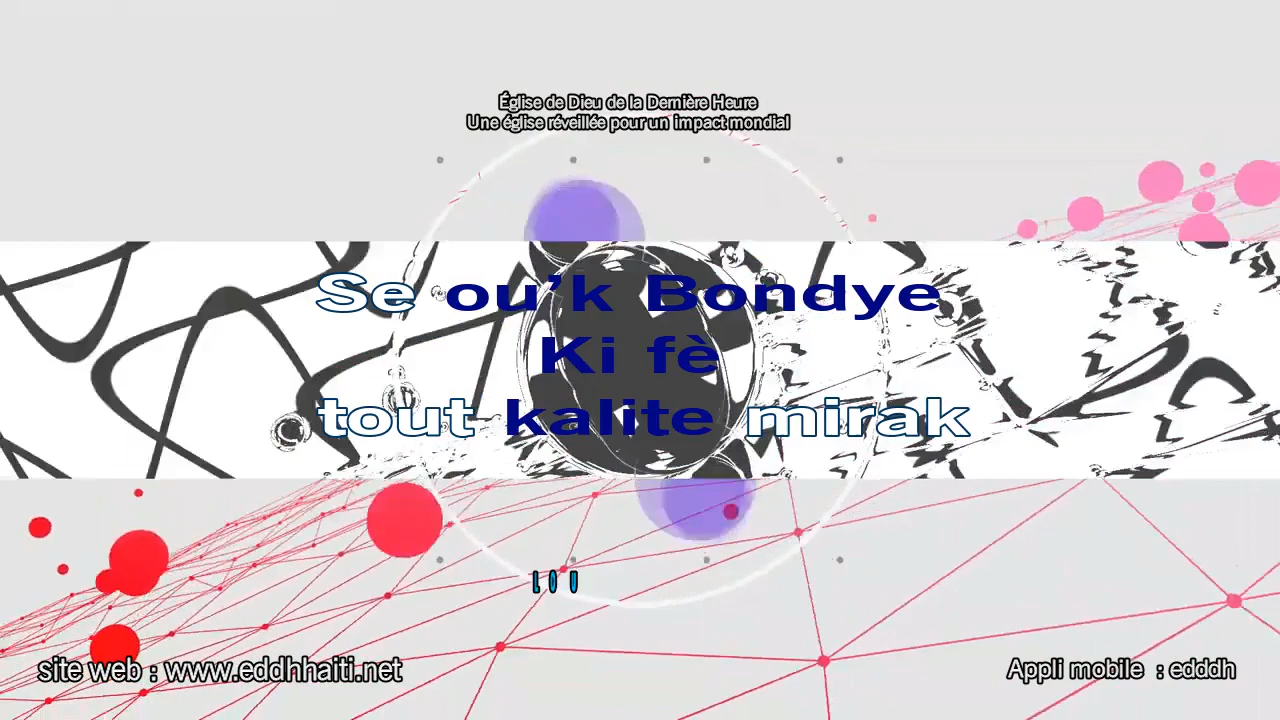 Église de Dieu de la Dernière Heure
Une église réveillée pour un impact mondial
Se ou’k Bondye
Ki fè
tout kalite mirak
LOU
site web : www.eddhhaiti.net
Appli mobile : edddh